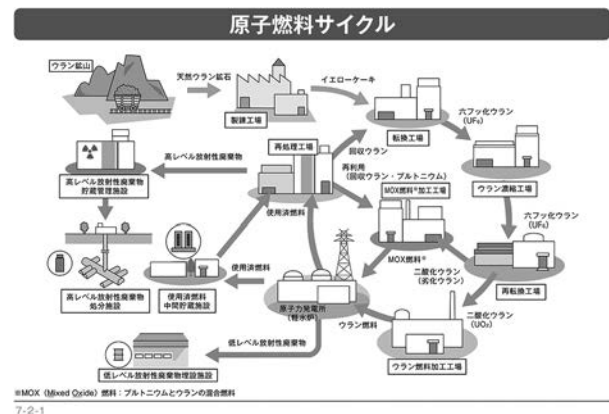 原子燃料サイクル
ウラン鉱山
天然ウラン鉱石
製錬工場
イエローケーキ
転換工場
六フッ化ウラン
(UF₆)
ウラン濃縮工場
六フッ化ウラン
(UF₆)
再転換工場
二酸化ウラン
(劣化ウラン)
二酸化ウラン
(UO₂)
ウラン燃料加工工場
ウラン燃料
MOX燃料※加工工場
MOX燃料※
再処理工場
回収ウラン
再利用
(回収ウラン・プルトニウム)
高レベル放射性廃棄物
高レベル放射性廃棄物
貯蔵管理施設
高レベル放射性廃棄物
処分施設
使用済燃料
使用済燃料
使用済燃料
中間貯蔵施設
原子力発電所
(軽水炉)
低レベル放射性廃棄物
低レベル放射性廃棄物埋設施設
※MOX (Mixed Oxide) 燃料：プルトニウムとウランの混合燃料
7-2-1